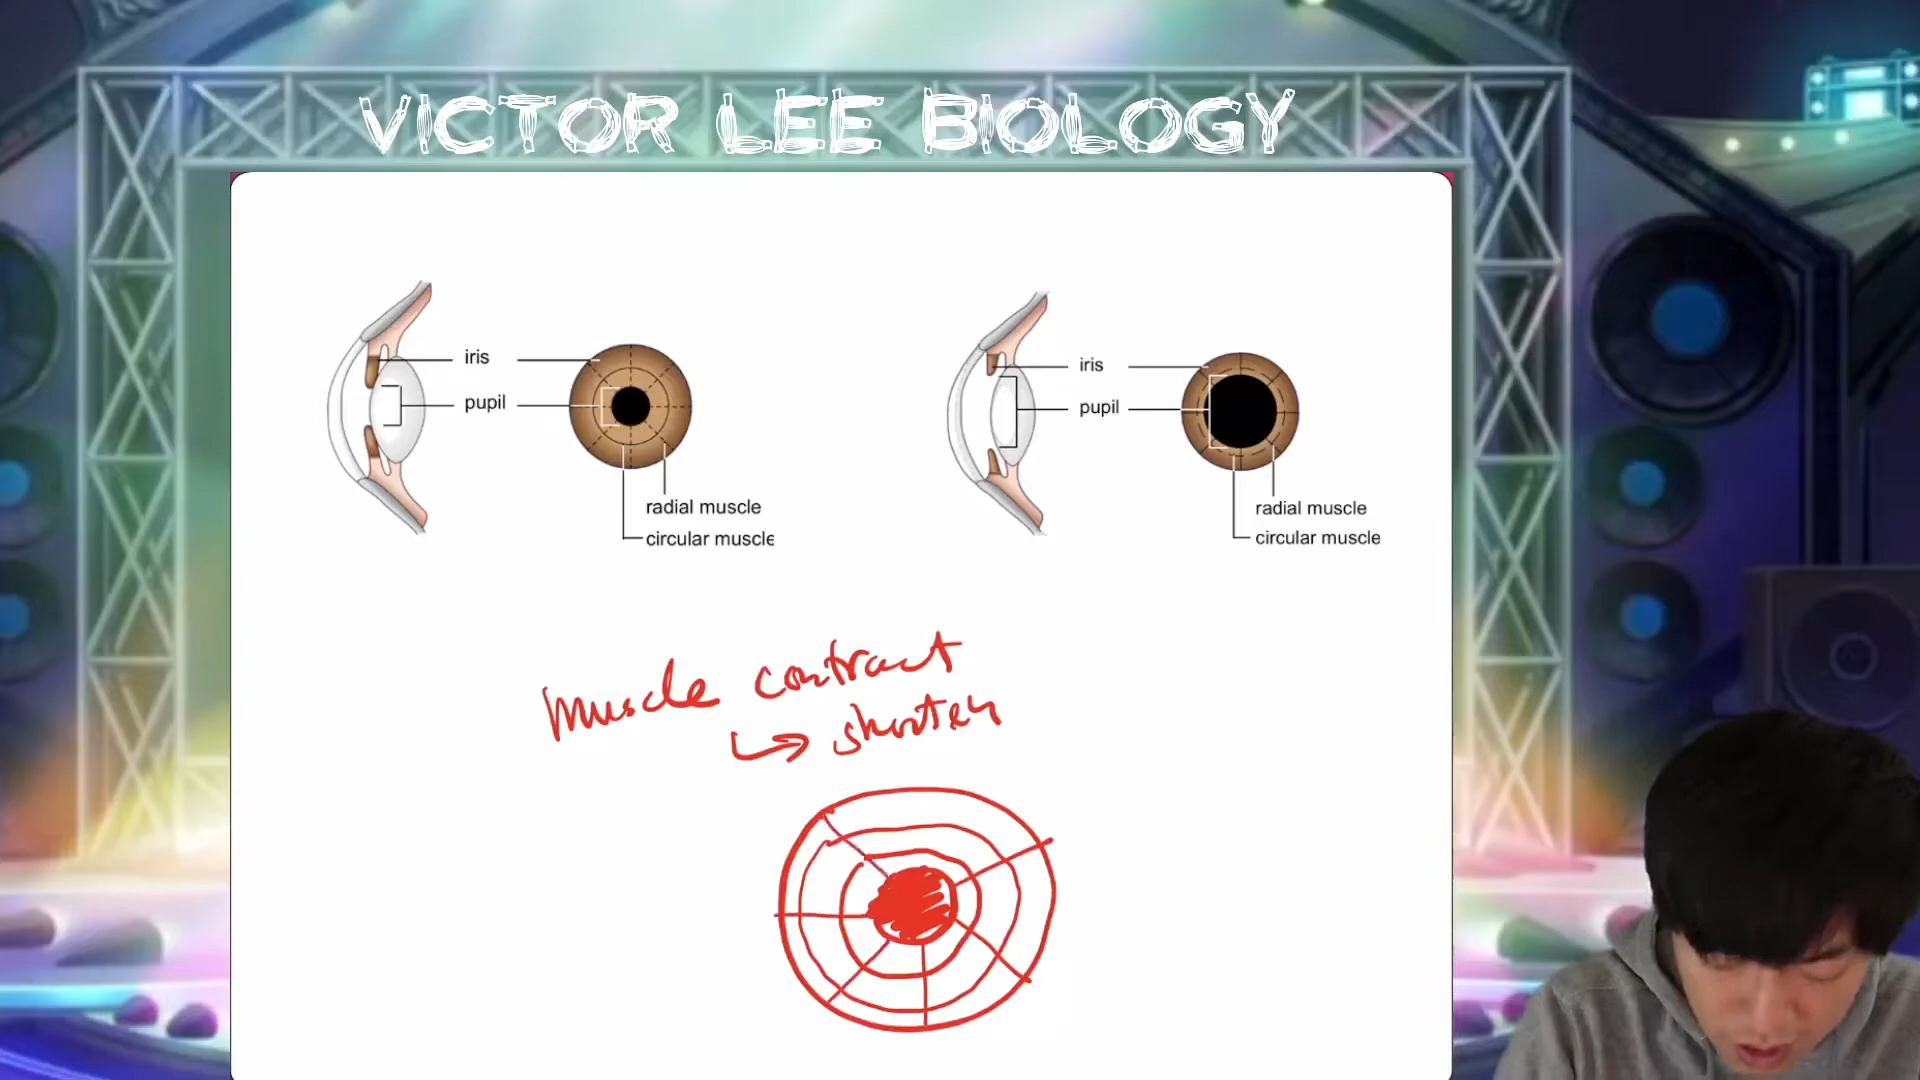 VICTOR LEE BIOLOGY
iris
pupil
radial muscle
circular muscle
iris
pupil
radial muscle
circular muscle
muscle contract
↳ shorten